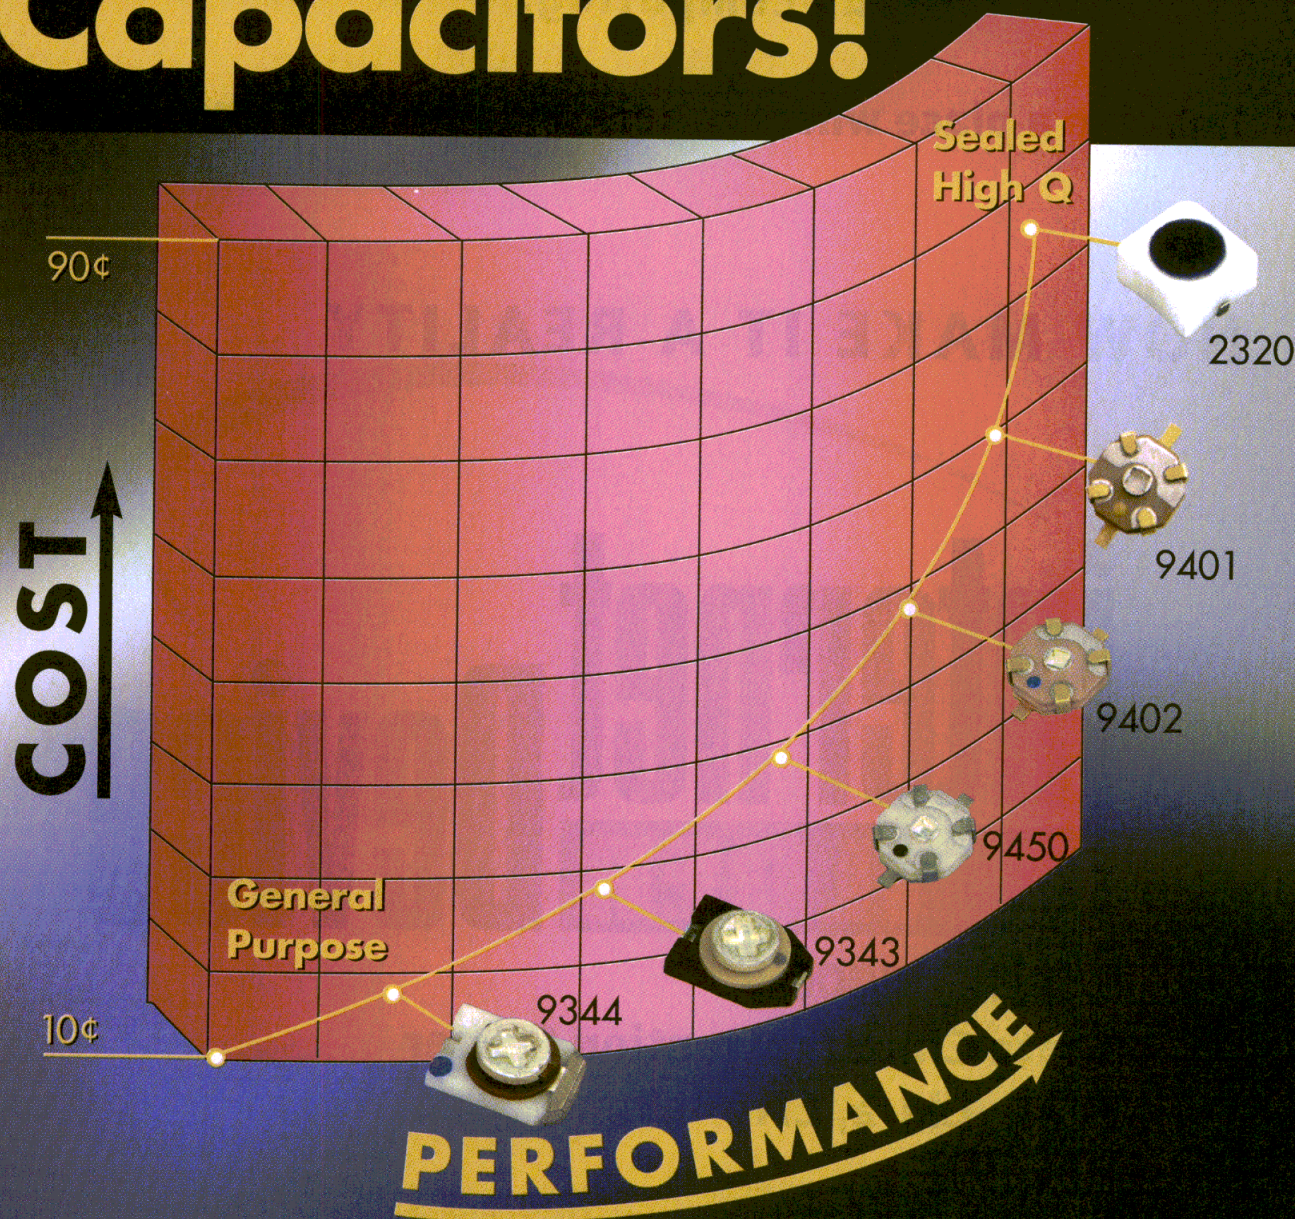 Capacitors!
Sealed
High Q
90¢
2320
9401
COST
9402
9450
General
Purpose
9343
9344
10¢
PERFORMANCE